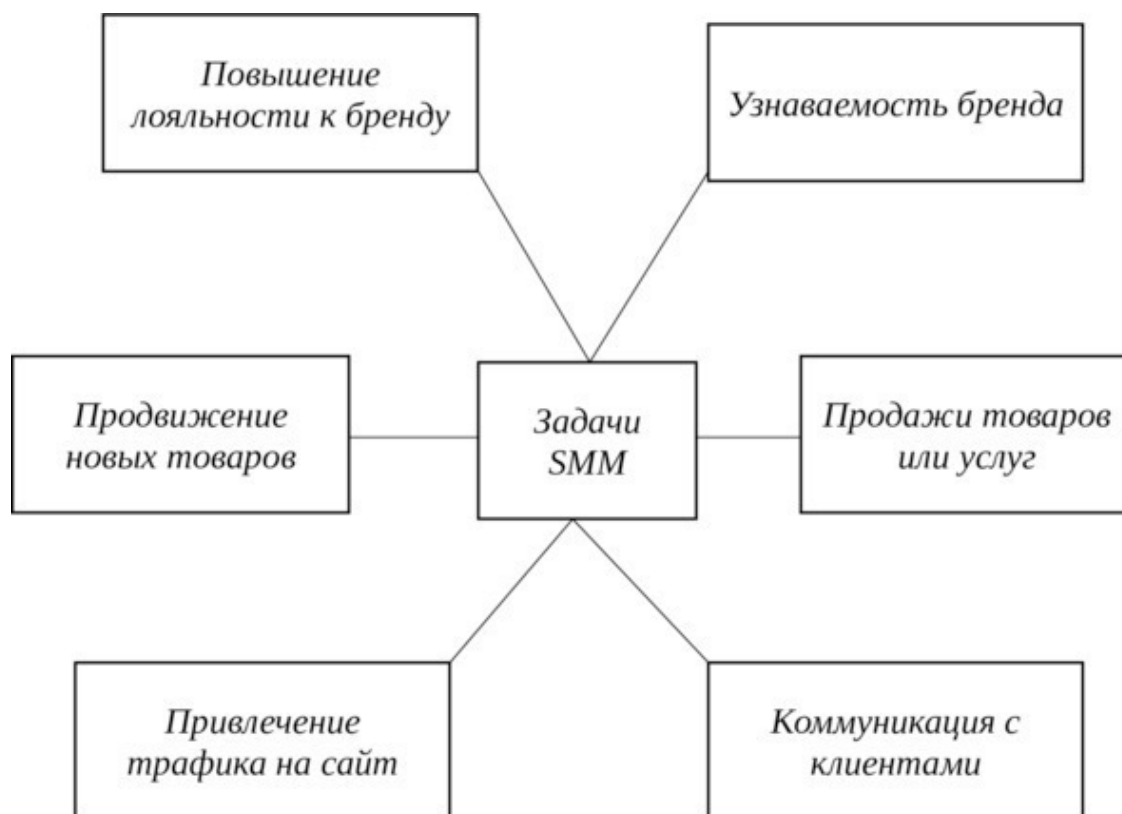 Повышение
лояльности к бренду
Узнаваемость бренда
Продвижение
новых товаров
Задачи
SMM
Продажи товаров
или услуг
Привлечение
трафика на сайт
Коммуникация с
клиентами